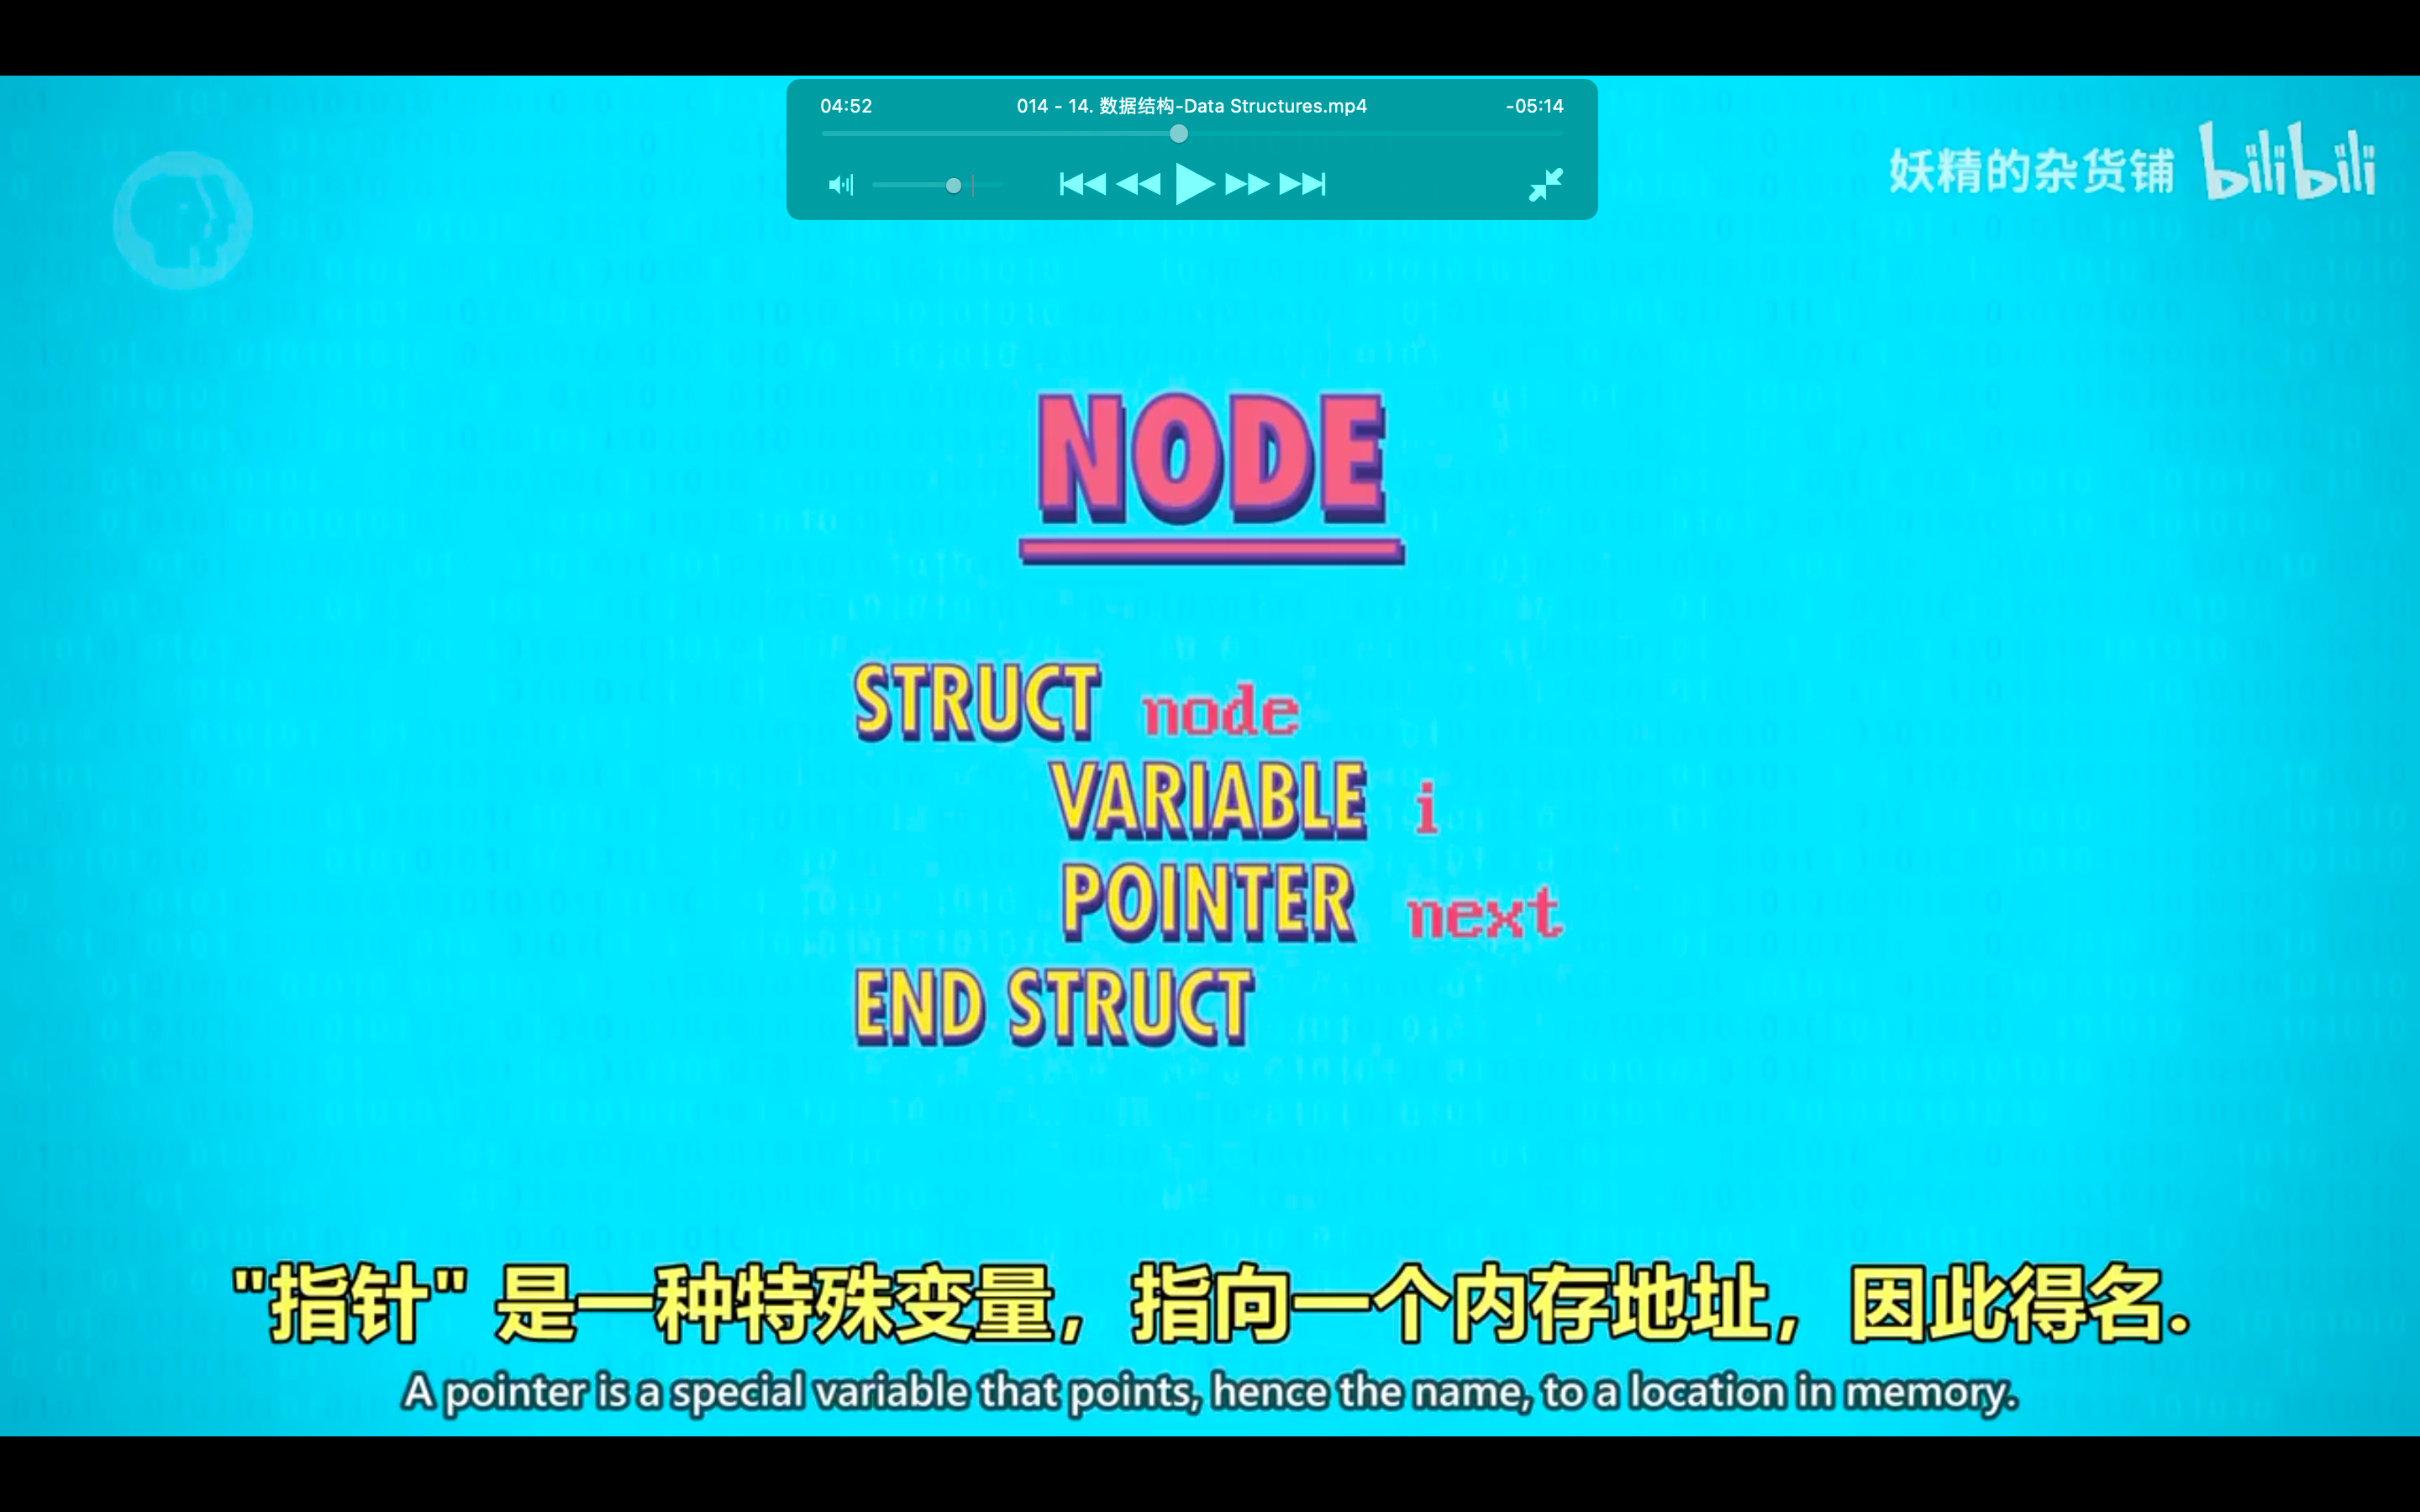 04:52 014 - 14. 数据结构-Data Structures.mp4 -05:14
妖精的杂货铺 bilibili
NODE
STRUCT node
VARIABLE i
POINTER next
END STRUCT
"指针" 是一种特殊变量，指向一个内存地址，因此得名.
A pointer is a special variable that points, hence the name, to a location in memory.